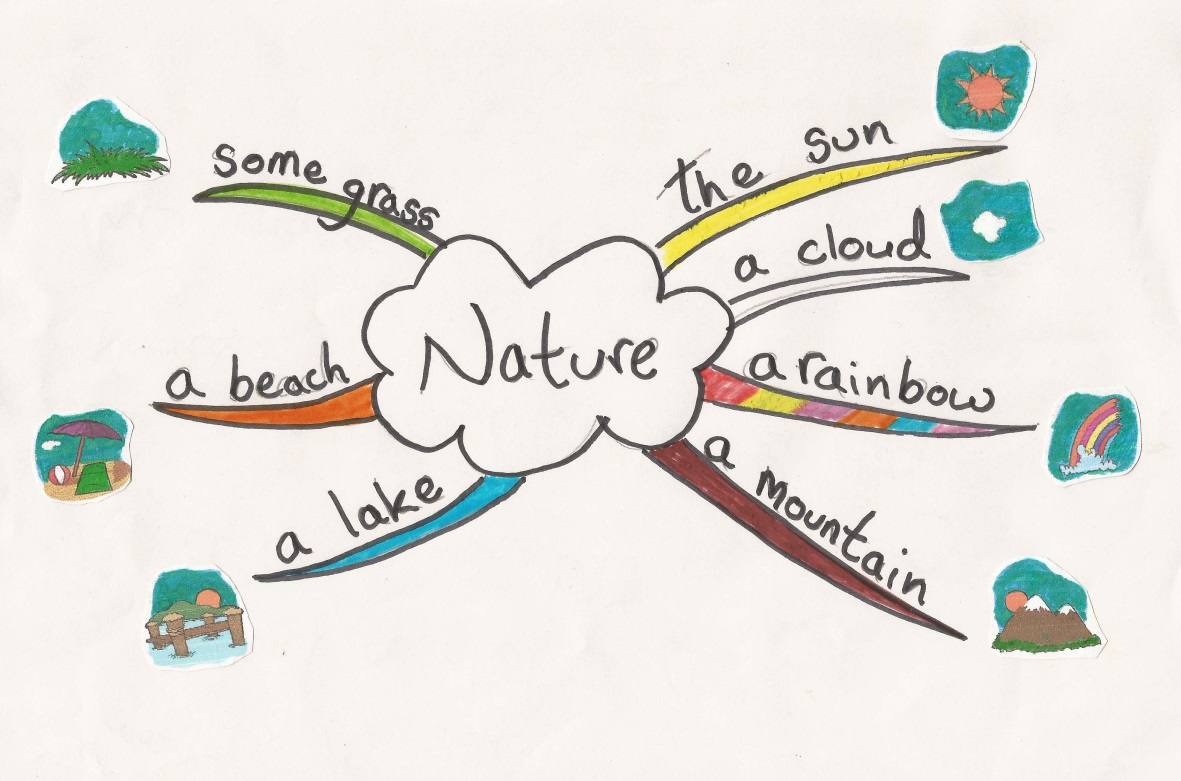 Nature
the sun
a cloud
a rainbow
a mountain
a lake
a beach
some grass